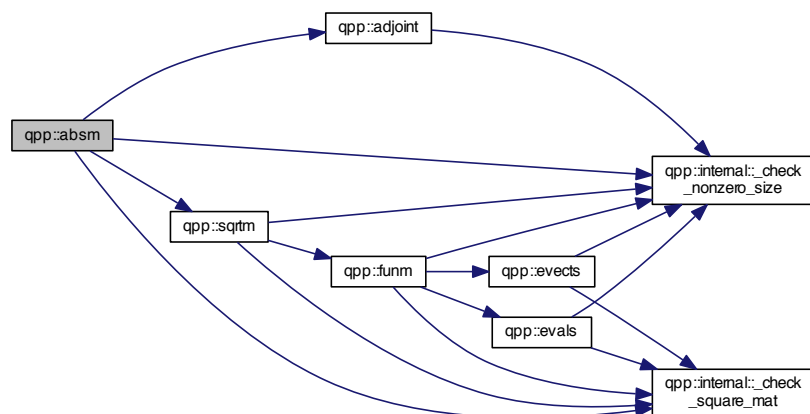 qpp::adjoint
qpp::absm
qpp::internal::_check
_nonzero_size
qpp::sqrtm
qpp::funm
qpp::evects
qpp::evals
qpp::internal::_check
_square_mat